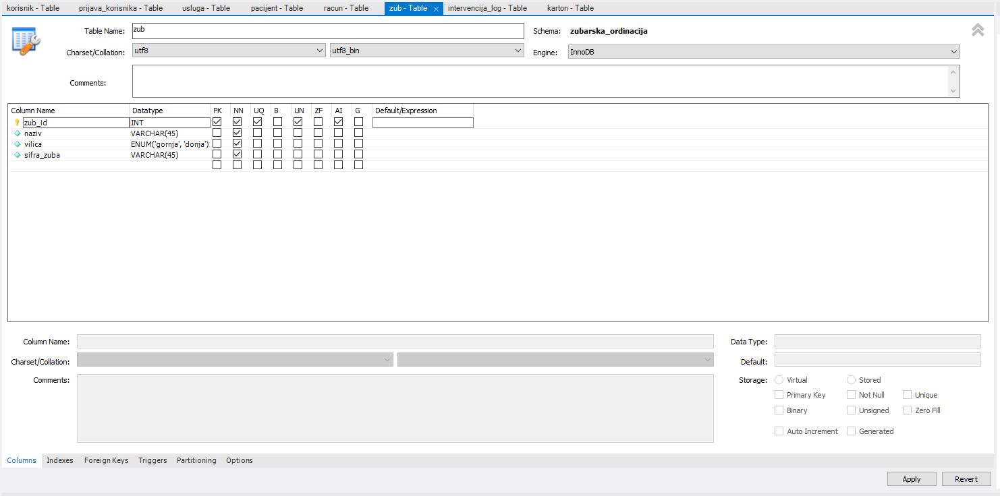 korisnik - Table prijava_korisnika - Table usluga - Table pacijent - Table racun - Table zub - Table intervencija_log - Table karton - Table
Table Name: zub Schema: zubarska_ordinacija
Charset/Collation: utf8 utf8_bin Engine: InnoDB
Comments:
Column Name Datatype PK NN UQ B UN ZF AI G Default/Expression
zub_id INT
naziv VARCHAR(45)
vilica ENUM('gornja', 'donja')
sifra_zuba VARCHAR(45)
Column Name: Data Type:
Charset/Collation: Default:
Comments: Storage: Virtual Stored
Primary Key Not Null Unique
Binary Unsigned Zero Fill
Auto Increment Generated
Columns Indexes Foreign Keys Triggers Partitioning Options
Apply Revert